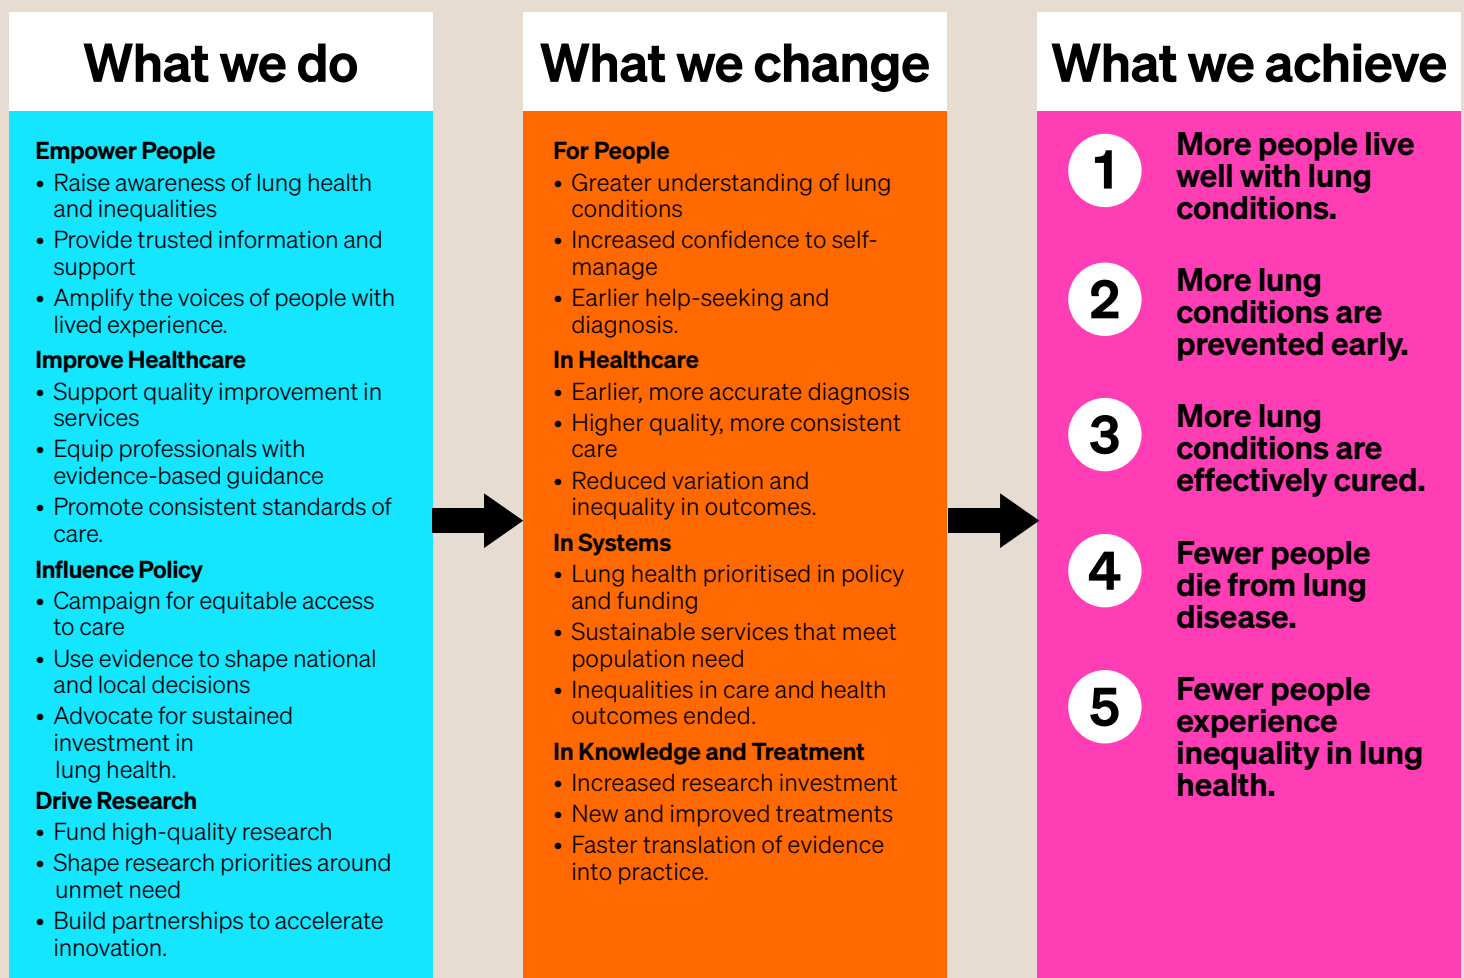 What we do
Empower People
• Raise awareness of lung health
and inequalities
• Provide trusted information and
support
• Amplify the voices of people with
lived experience.
Improve Healthcare
• Support quality improvement in
services
• Equip professionals with
evidence-based guidance
• Promote consistent standards of
care.
Influence Policy
• Campaign for equitable access
to care
• Use evidence to shape national
and local decisions
• Advocate for sustained
investment in
lung health.
Drive Research
• Fund high-quality research
• Shape research priorities around
unmet need
• Build partnerships to accelerate
innovation.
What we change
For People
• Greater understanding of lung
conditions
• Increased confidence to self-
manage
• Earlier help-seeking and
diagnosis.
In Healthcare
• Earlier, more accurate diagnosis
• Higher quality, more consistent
care
• Reduced variation and
inequality in outcomes.
In Systems
• Lung health prioritised in policy
and funding
• Sustainable services that meet
population need
• Inequalities in care and health
outcomes ended.
In Knowledge and Treatment
• Increased research investment
• New and improved treatments
• Faster translation of evidence
into practice.
What we achieve
1
More people live
well with lung
conditions.
2
More lung
conditions are
prevented early.
3
More lung
conditions are
effectively cured.
4
Fewer people
die from lung
disease.
5
Fewer people
experience
inequality in lung
health.